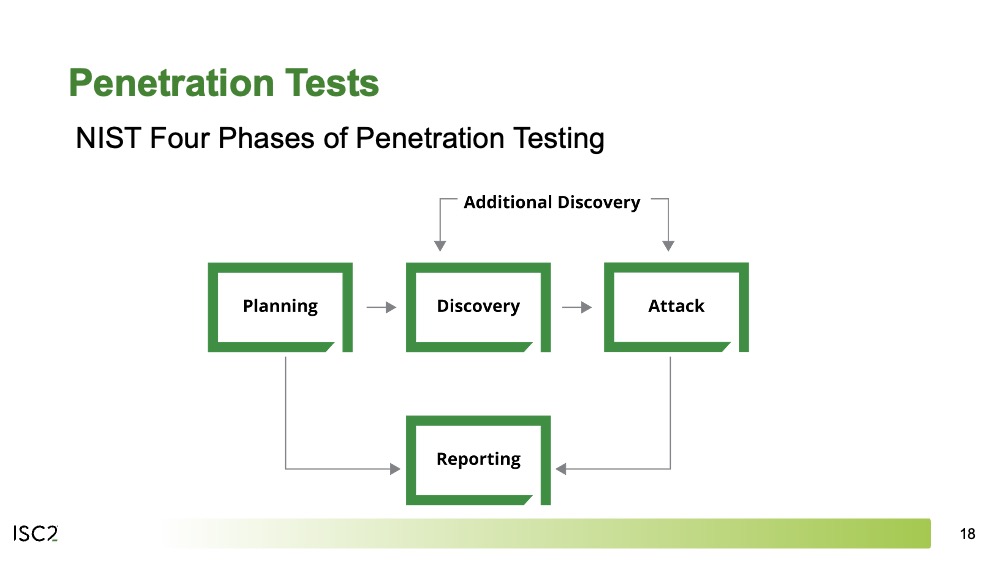 Penetration Tests
NIST Four Phases of Penetration Testing
Additional Discovery
Planning
Discovery
Attack
Reporting
ISC2
18